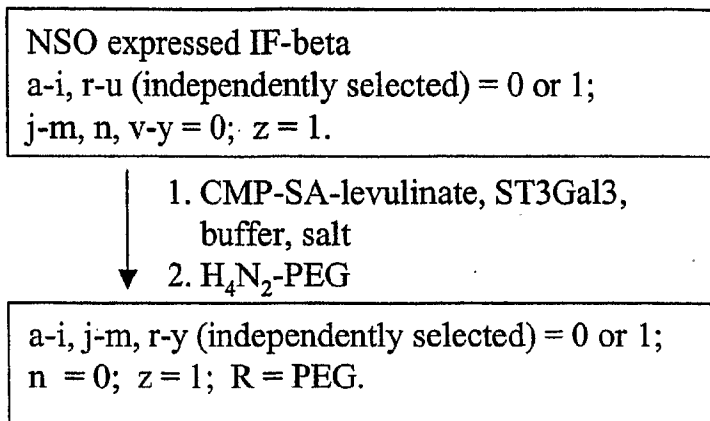 NSO expressed IF-beta
a-i, r-u (independently selected) = 0 or 1;
j-m, n, v-y = 0; z = 1.
1. CMP-SA-levulinate, ST3Gal3,
buffer, salt
2. H₄N₂-PEG
a-i, j-m, r-y (independently selected) = 0 or 1;
n = 0; z = 1; R = PEG.